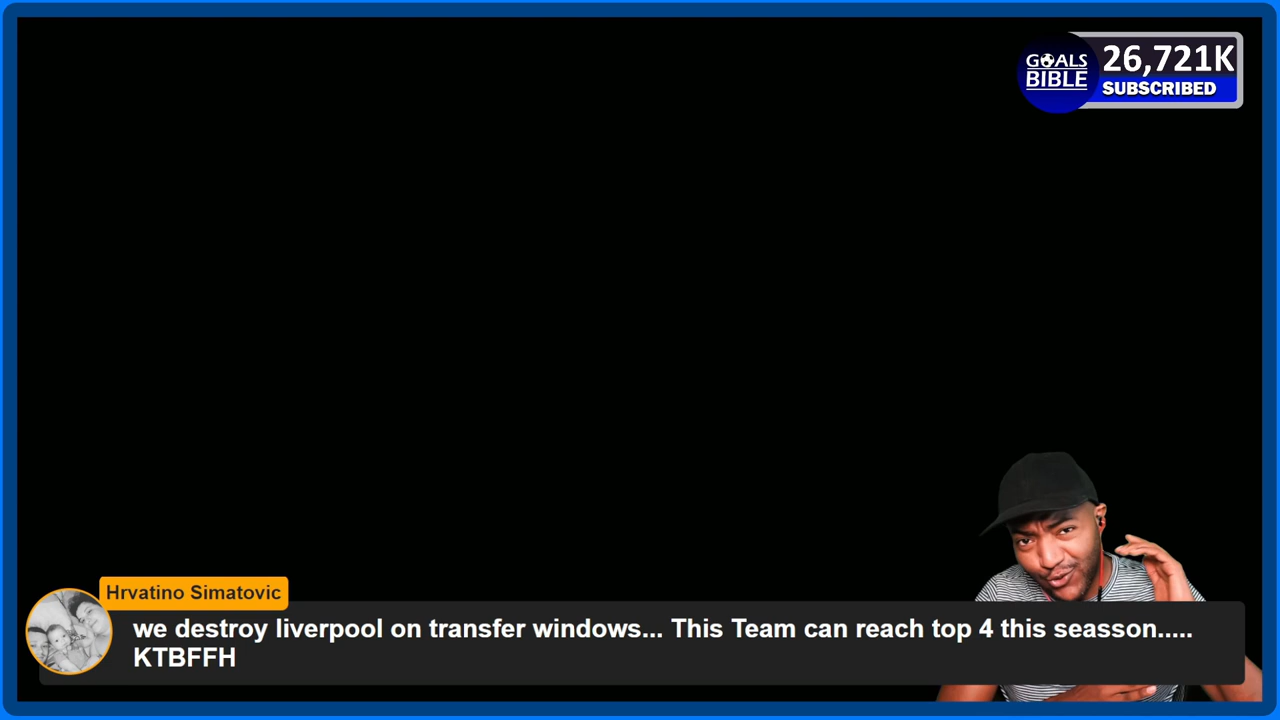 GOALS
BIBLE
26,721K
SUBSCRIBED
Hrvatino Simatovic
we destroy liverpool on transfer windows... This Team can reach top 4 this seasson.....
KTBFFH